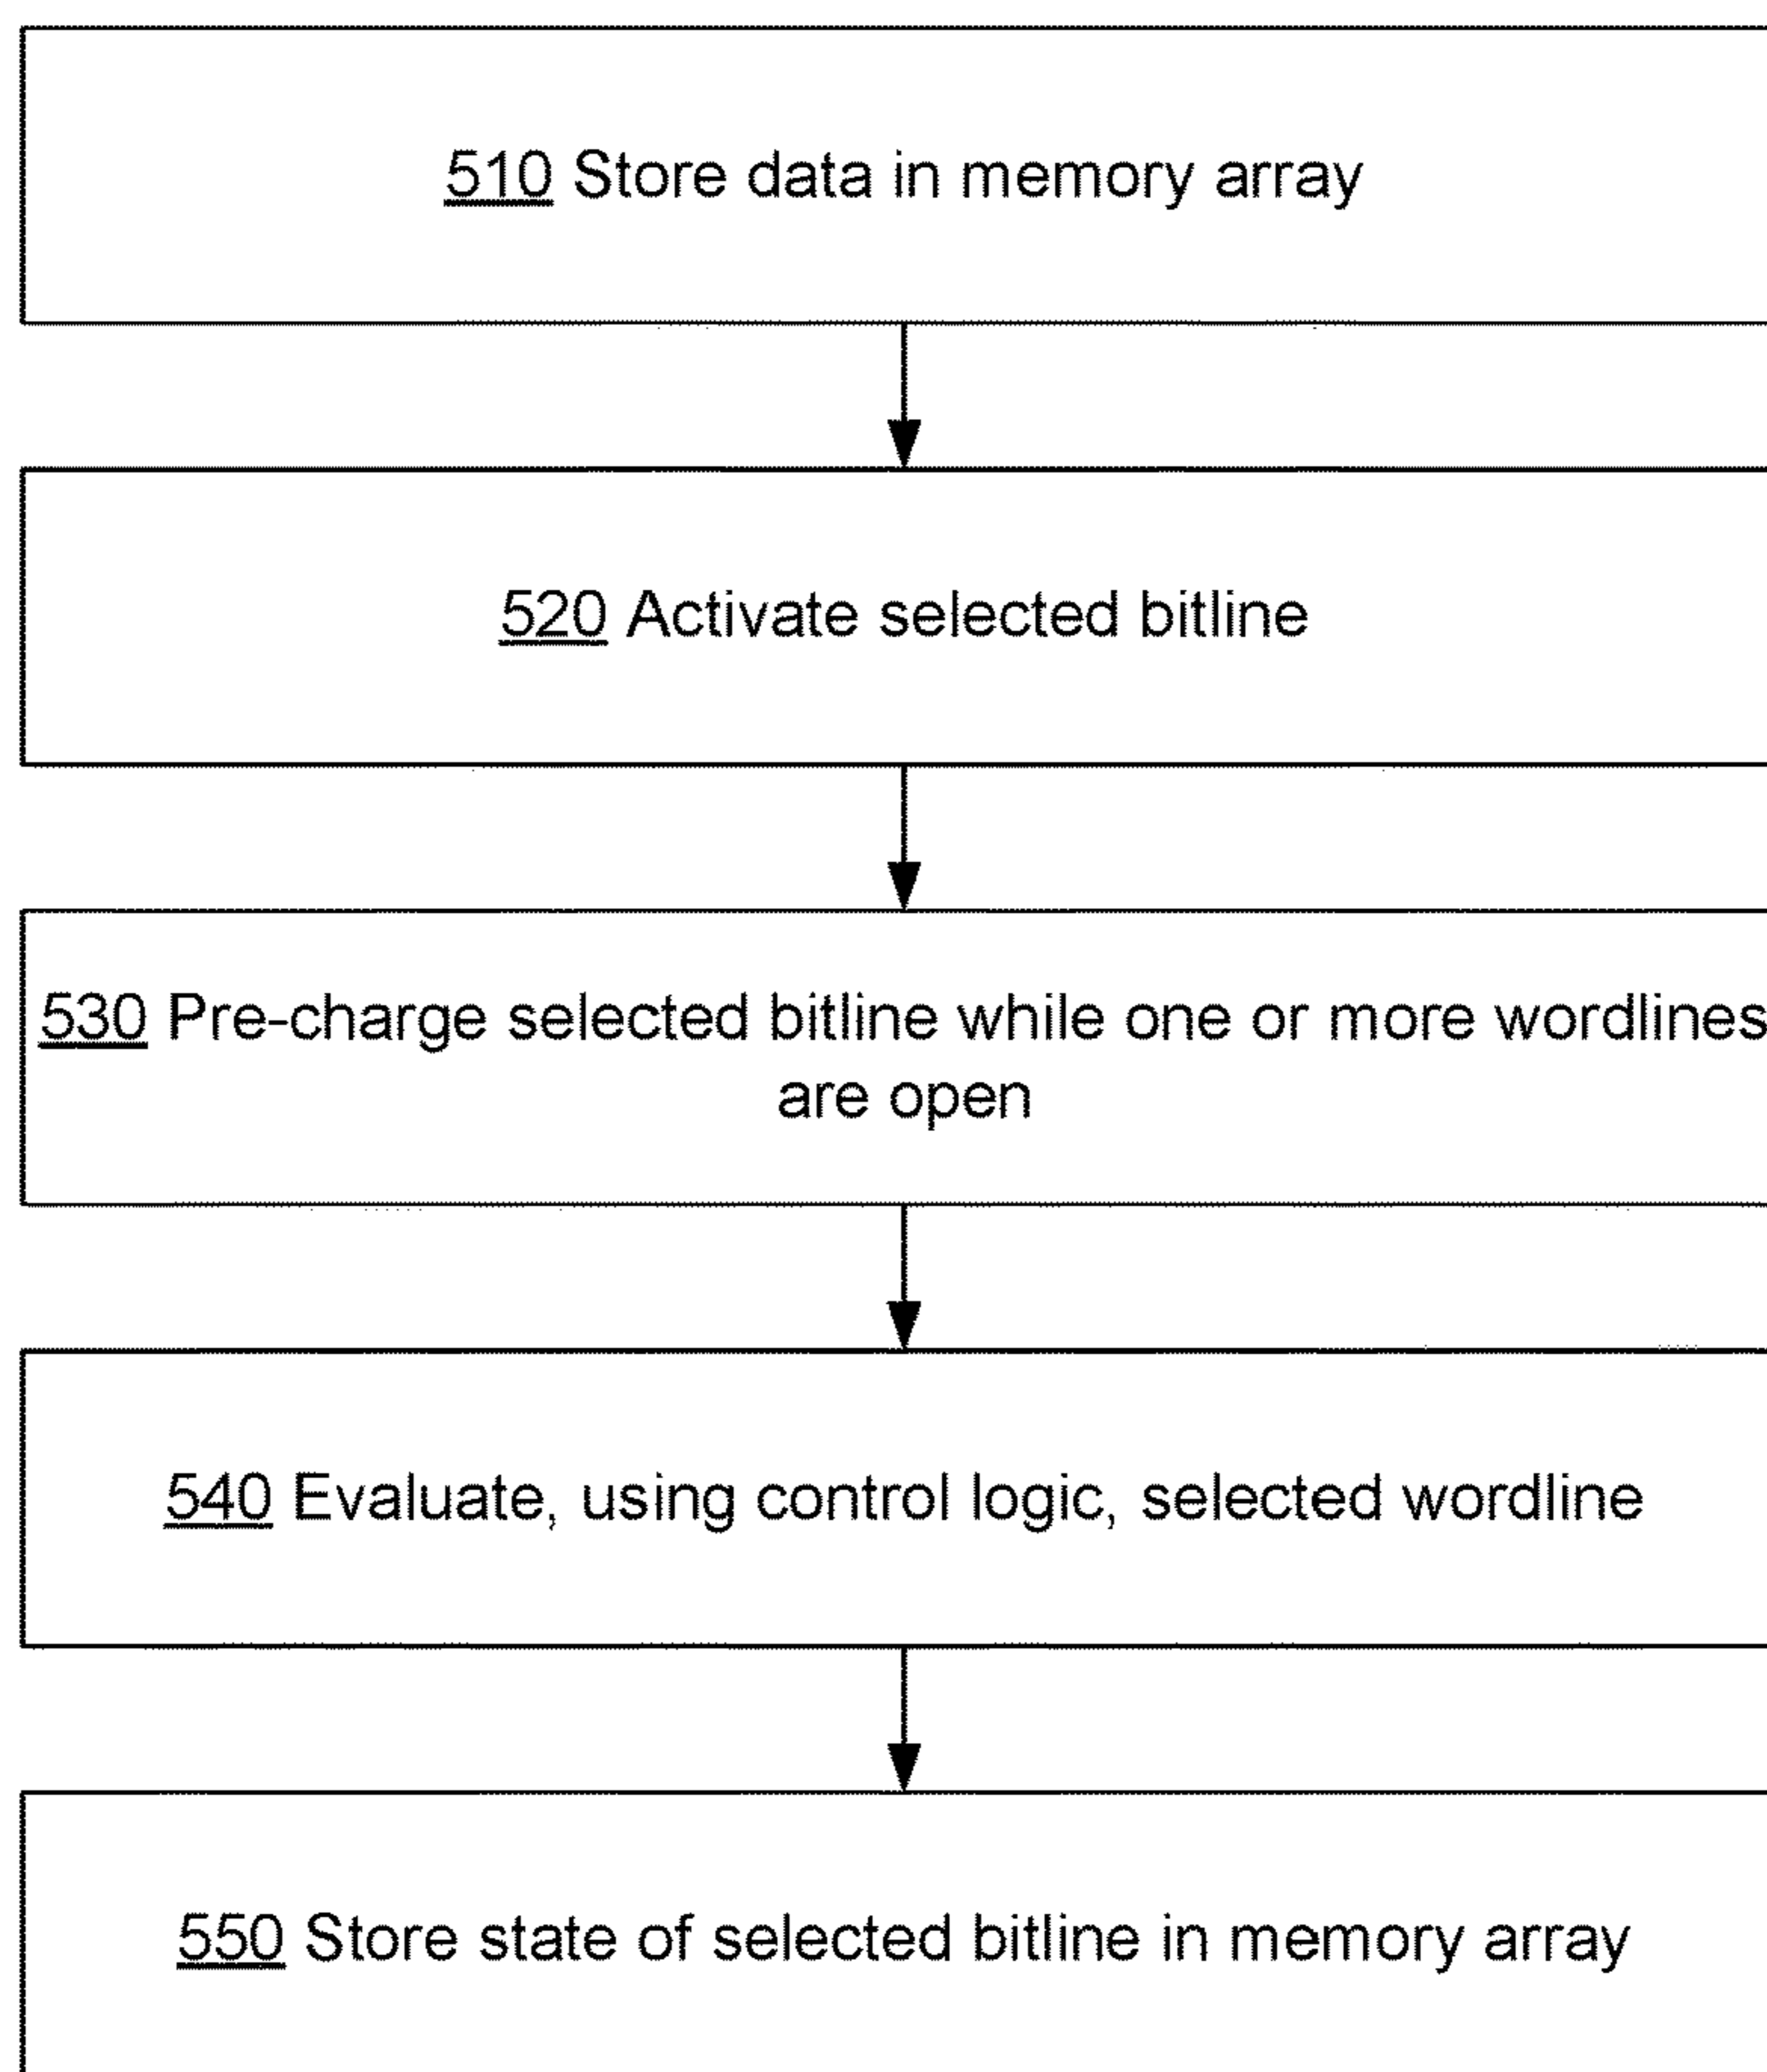 510 Store data in memory array
520 Activate selected bitline
530 Pre-charge selected bitline while one or more wordlines
are open
540 Evaluate, using control logic, selected wordline
550 Store state of selected bitline in memory array